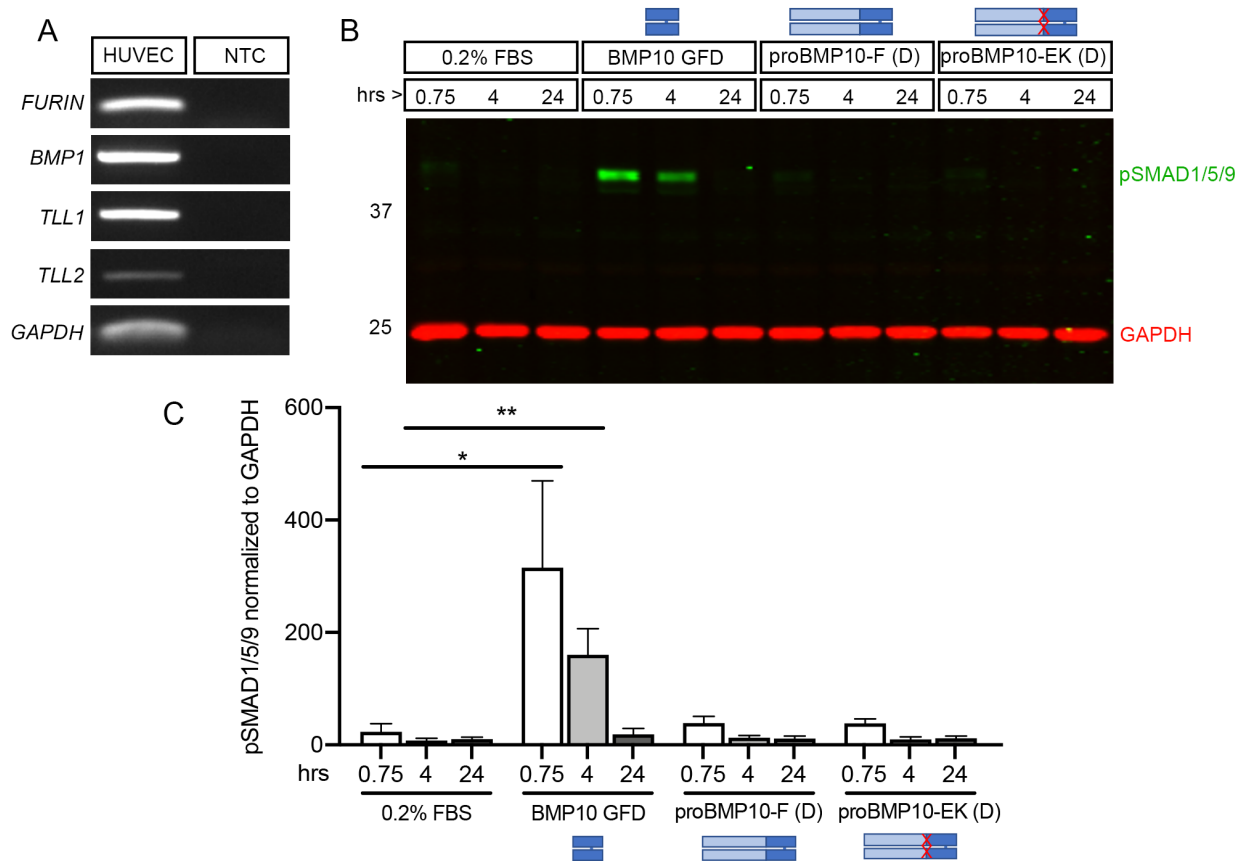 A
HUVEC NTC
FURIN
BMP1
TLL1
TLL2
GAPDH
B
0.2% FBS BMP10 GFD proBMP10-F (D) proBMP10-EK (D)
hrs > 0.75 4 24 0.75 4 24 0.75 4 24 0.75 4 24
pSMAD1/5/9
37
25
GAPDH
C
pSMAD1/5/9 normalized to GAPDH
600
**
*
400
200
0
hrs 0.75 4 24 0.75 4 24 0.75 4 24 0.75 4 24
0.2% FBS BMP10 GFD proBMP10-F (D) proBMP10-EK (D)